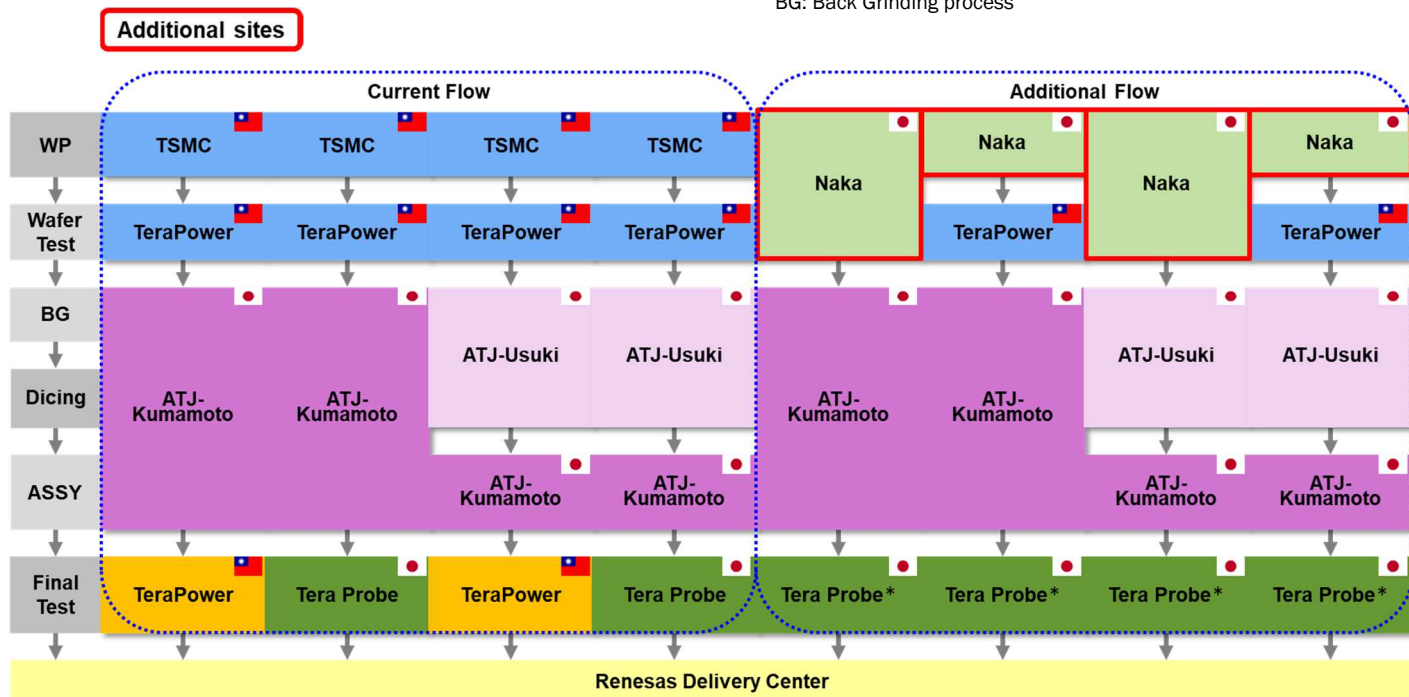 BG: Back Grinding process
Additional sites
Current Flow
Additional Flow
WP
TSMC
TSMC
TSMC
TSMC
Naka
Naka
Naka
Naka
Wafer
Test
TeraPower
TeraPower
TeraPower
TeraPower
TeraPower
TeraPower
BG
Dicing
ATJ-
Kumamoto
ATJ-
Kumamoto
ATJ-Usuki
ATJ-Usuki
ATJ-
Kumamoto
ATJ-
Kumamoto
ATJ-Usuki
ATJ-Usuki
ASSY
ATJ-
Kumamoto
ATJ-
Kumamoto
ATJ-
Kumamoto
ATJ-
Kumamoto
Final
Test
TeraPower
Tera Probe
TeraPower
Tera Probe
Tera Probe*
Tera Probe*
Tera Probe*
Tera Probe*
Renesas Delivery Center